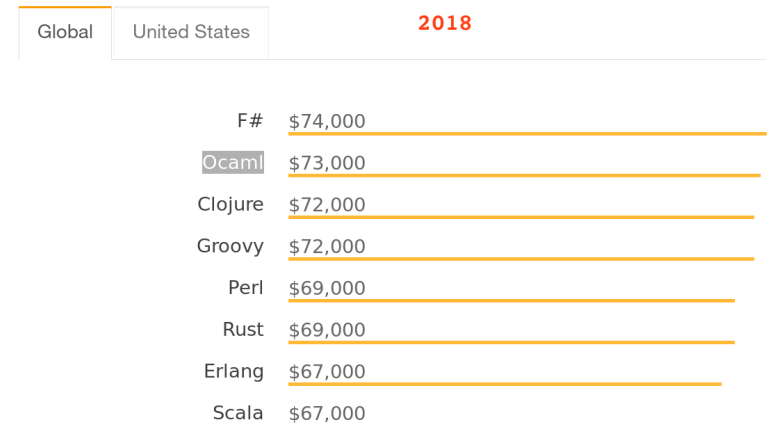 Global United States 2018
F# $74,000
Ocaml $73,000
Clojure $72,000
Groovy $72,000
Perl $69,000
Rust $69,000
Erlang $67,000
Scala $67,000